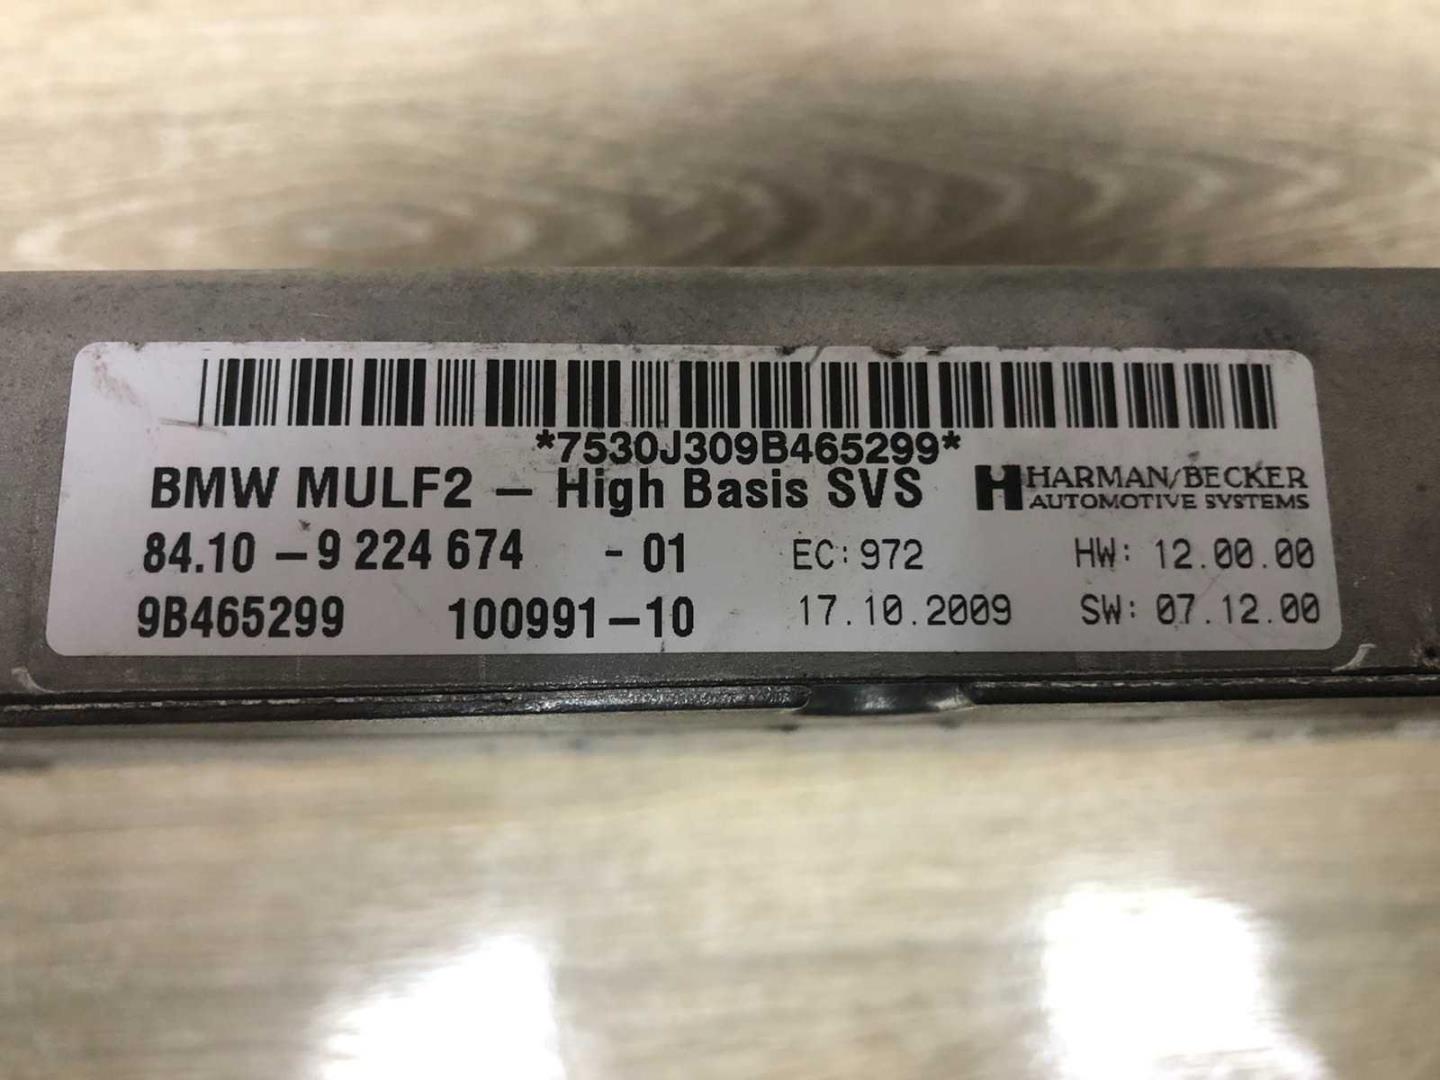 *7530J309B465299*
BMW MULF2 – High Basis SVS
HARMAN/BECKER
AUTOMOTIVE SYSTEMS
84.10 – 9 224 674 - 01 EC: 972 HW: 12.00.00
9B465299 100991–10 17.10.2009 SW: 07.12.00